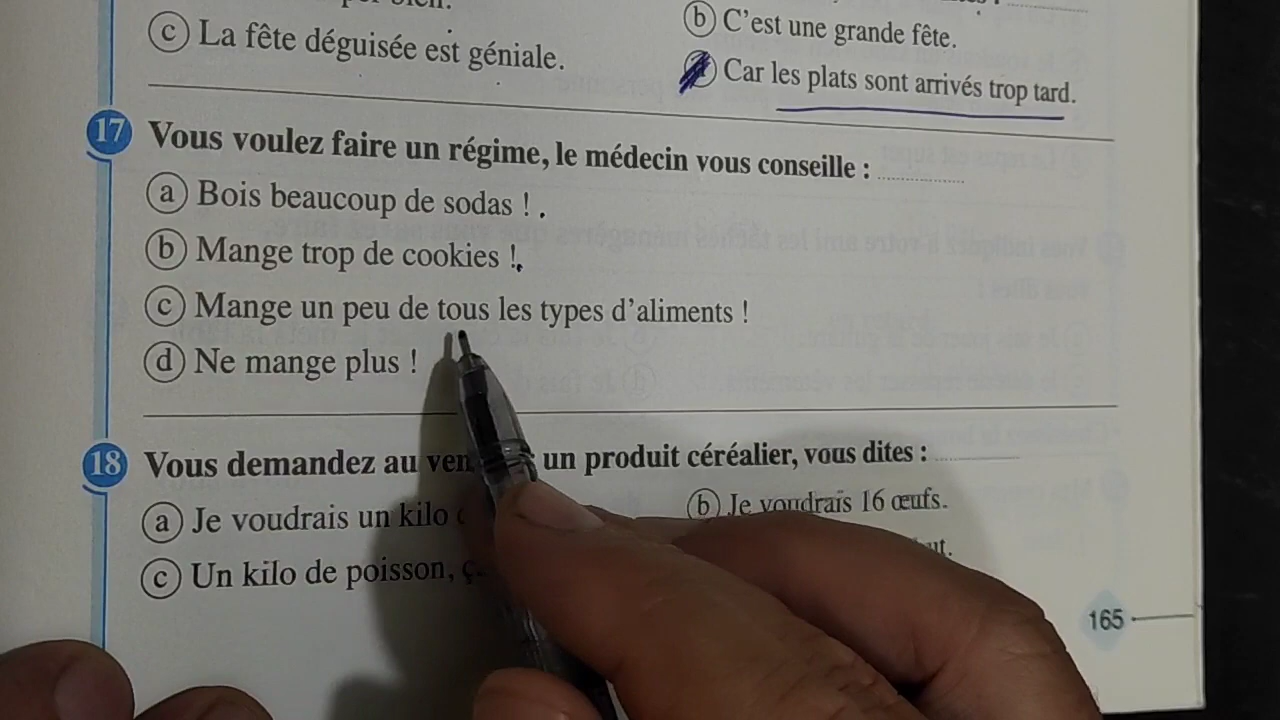 c La fête déguisée est géniale.
b C'est une grande fête.
Car les plats sont arrivés trop tard.
17 Vous voulez faire un régime, le médecin vous conseille : ..........
a Bois beaucoup de sodas !
b Mange trop de cookies !
c Mange un peu de tous les types d'aliments !
d Ne mange plus !
18 Vous demandez au un produit céréalier, vous dites : ..........
a Je voudrais un kilo
b Je voudrais 16 œufs.
c Un kilo de poisson,
165